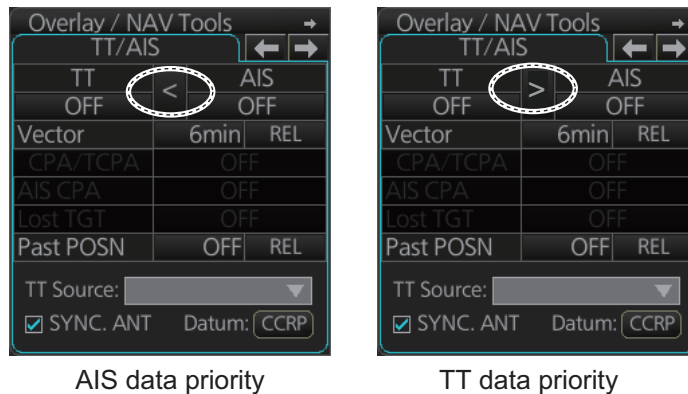 Overlay / NAV Tools →
TT/AIS ← →
TT < AIS
OFF OFF
Vector 6min REL
CPA/TCPA OFF
AIS CPA OFF
Lost TGT OFF
Past POSN OFF REL
TT Source:
SYNC. ANT Datum: CCRP
AIS data priority
Overlay / NAV Tools →
TT/AIS ← →
TT > AIS
OFF OFF
Vector 6min REL
CPA/TCPA OFF
AIS CPA OFF
Lost TGT OFF
Past POSN OFF REL
TT Source:
SYNC. ANT Datum: CCRP
TT data priority